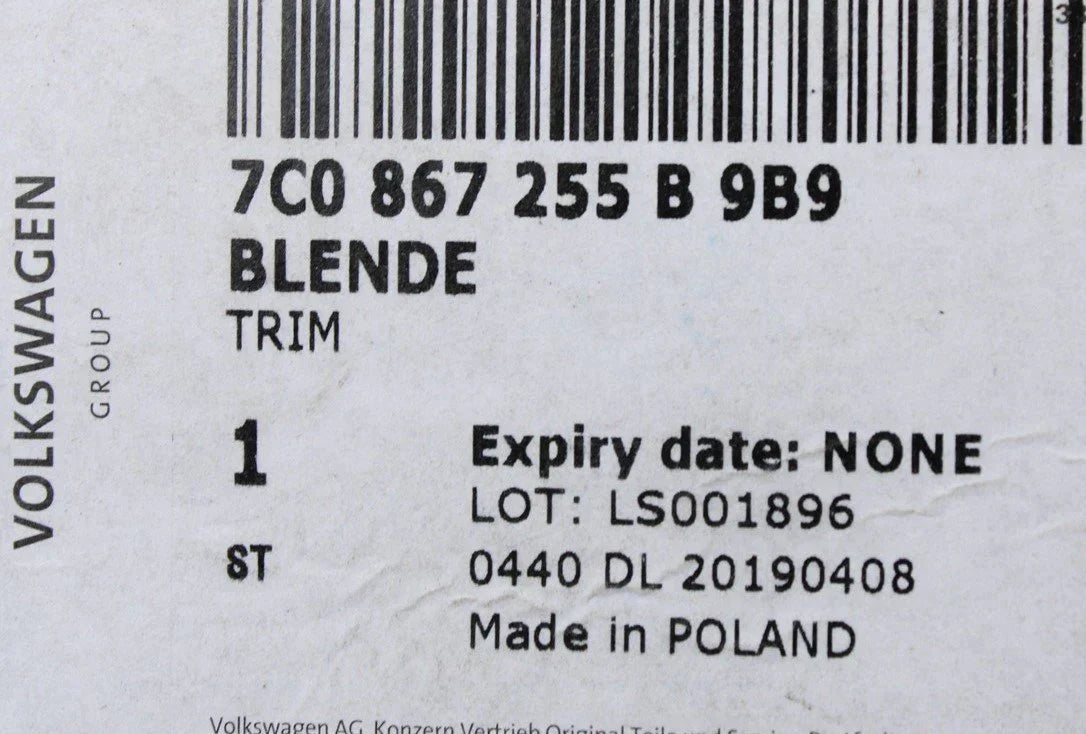 7C0 867 255 B 9B9
BLENDE
TRIM
1
Expiry date: NONE
LOT: LS001896
ST
0440 DL 20190408
Made in POLAND
VOLKSWAGEN
GROUP
Volkswagen AG, Konzern Vertrieb Original Teile und Service